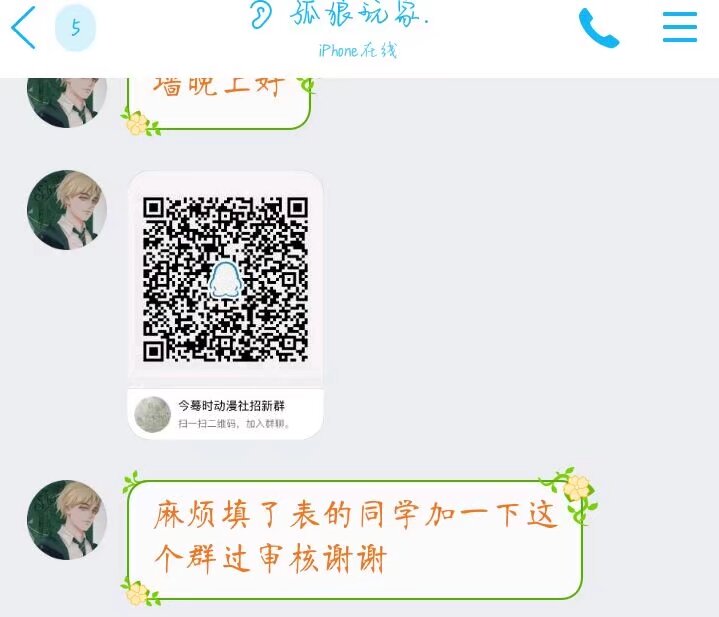 5
孤狼玩家.
iPhone在线
墙晚上好
今蓦时动漫社招新群
扫一扫二维码，加入群聊。
麻烦填了表的同学加一下这
个群过审核谢谢